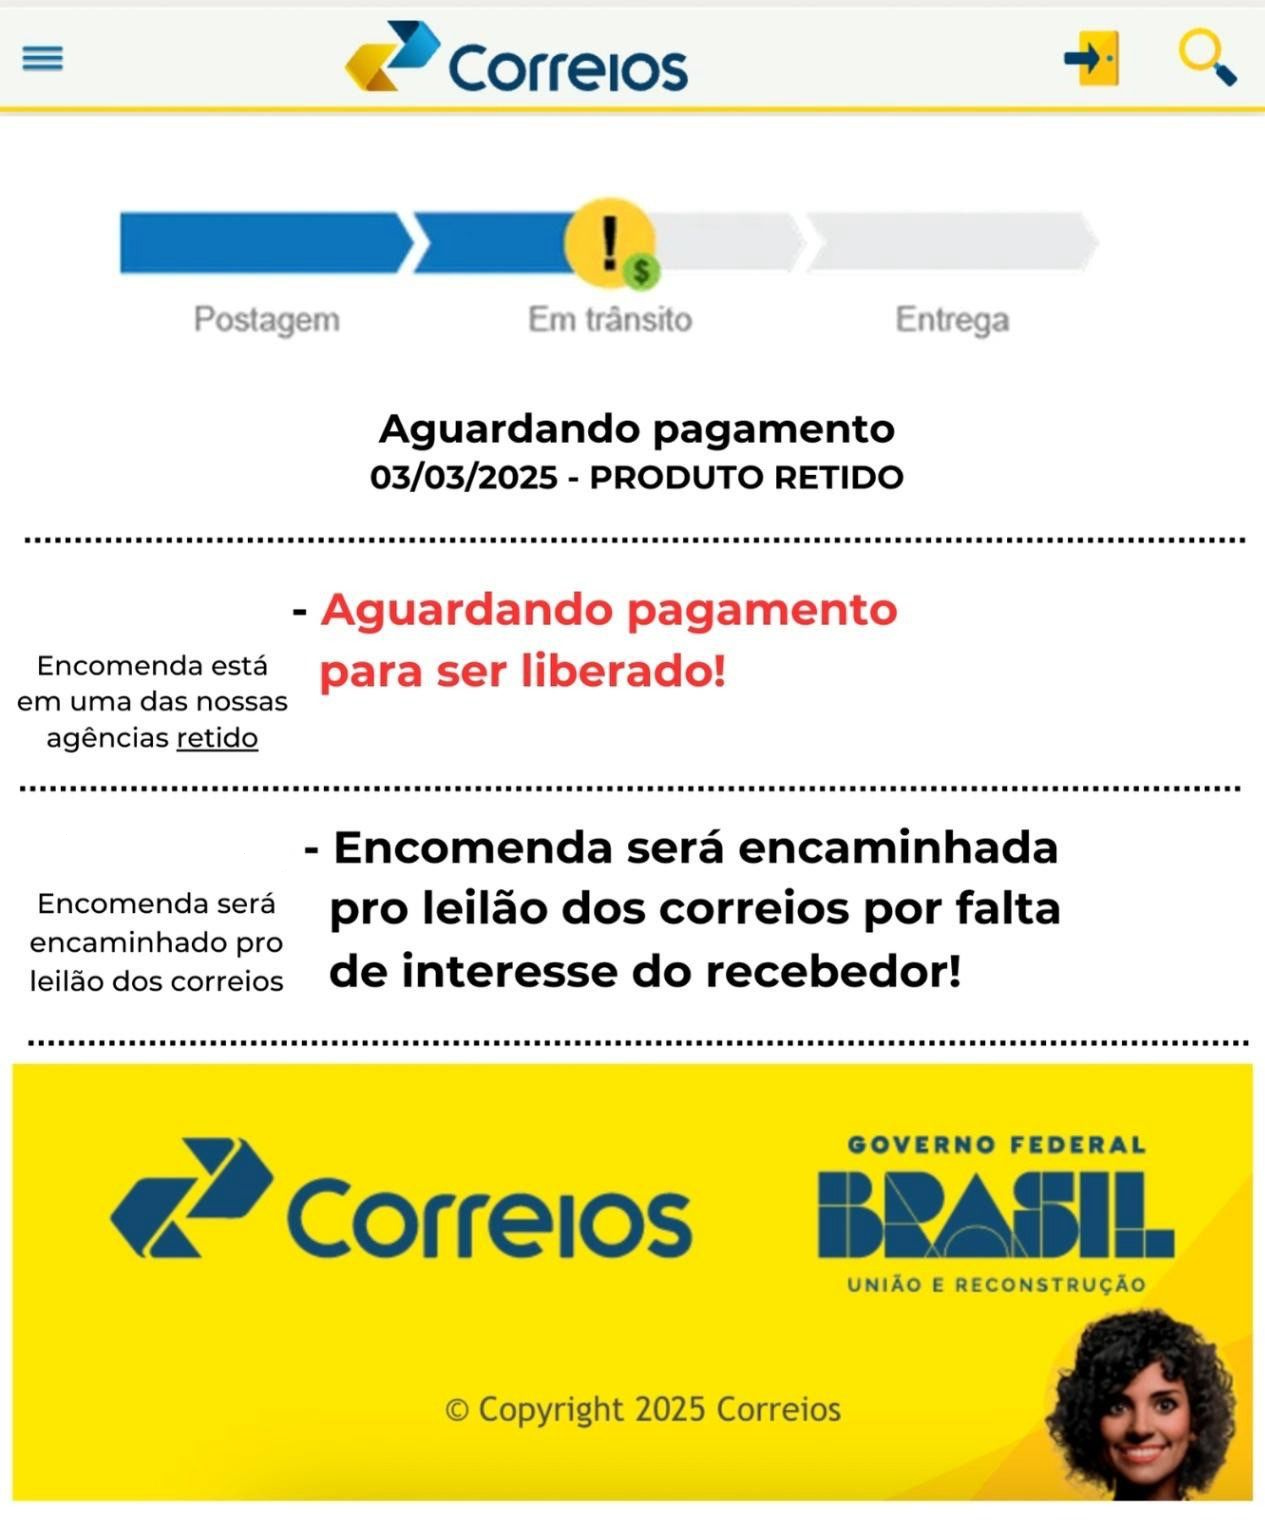 Correios
Postagem
Em trânsito
Entrega
Aguardando pagamento
03/03/2025 - PRODUTO RETIDO
- Aguardando pagamento
para ser liberado!
Encomenda está
em uma das nossas
agências retido
- Encomenda será encaminhada
pro leilão dos correios por falta
de interesse do recebedor!
Encomenda será
encaminhado pro
leilão dos correios
Correios
GOVERNO FEDERAL
BRASIL
UNIÃO E RECONSTRUÇÃO
© Copyright 2025 Correios